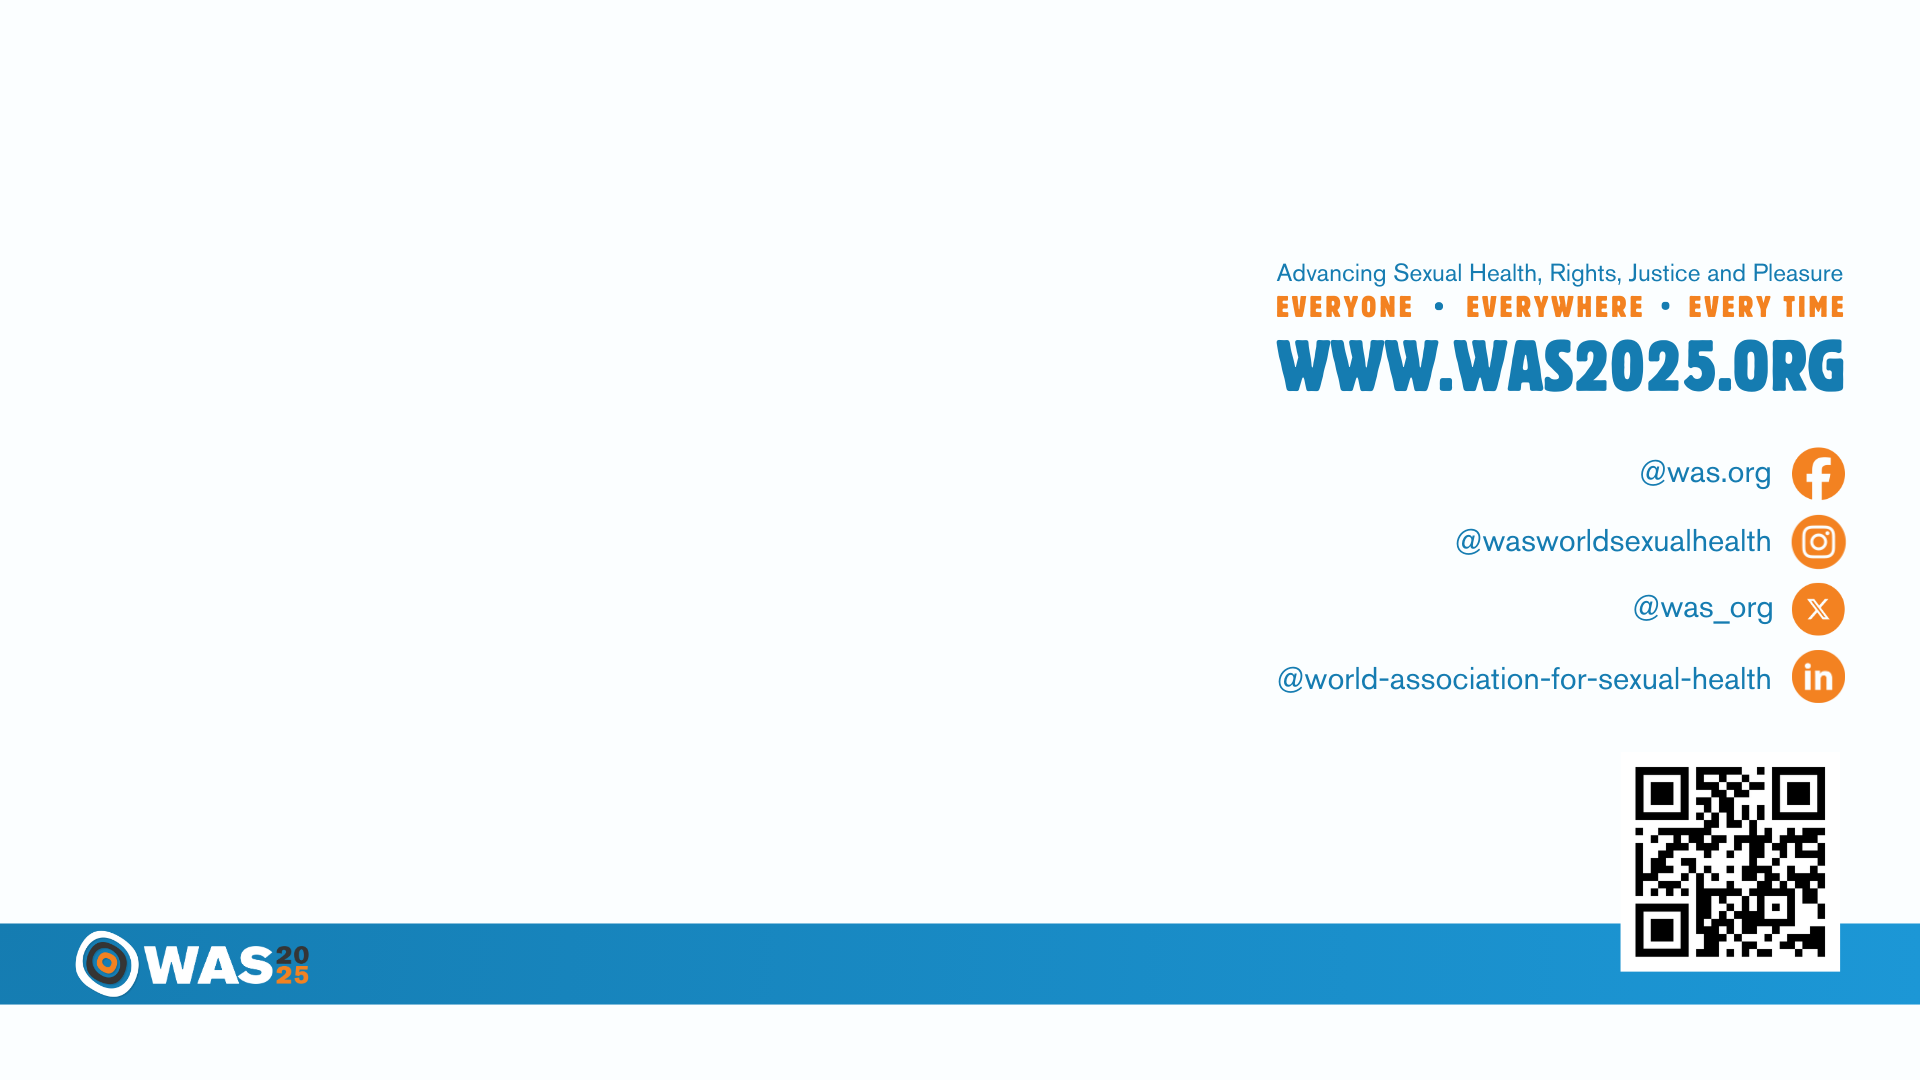 Advancing Sexual Health, Rights, Justice and Pleasure
EVERYONE • EVERYWHERE • EVERY TIME
WWW.WAS2025.ORG
@was.org
@wasworldsexualhealth
@was_org
@world-association-for-sexual-health
in
WAS 20
25